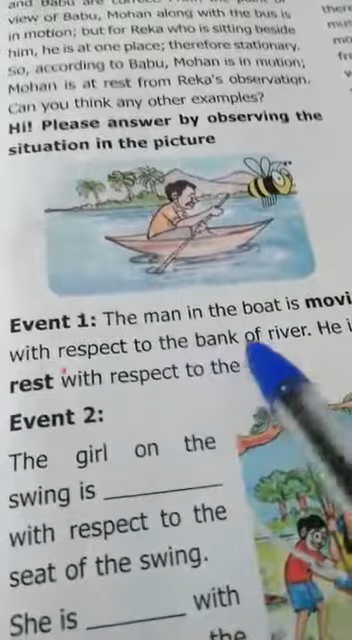 and Babu are correct. From the point of
view of Babu, Mohan along with the bus is
in motion; but for Reka who is sitting beside
him, he is at one place; therefore stationary.
So, according to Babu, Mohan is in motion;
Mohan is at rest from Reka's observation.
Can you think any other examples?
Hi! Please answer by observing the
situation in the picture
Event 1: The man in the boat is movi
with respect to the bank of river. He i
rest with respect to the
Event 2:
The girl on the
swing is ___________
with respect to the
seat of the swing.
She is _________ with
the